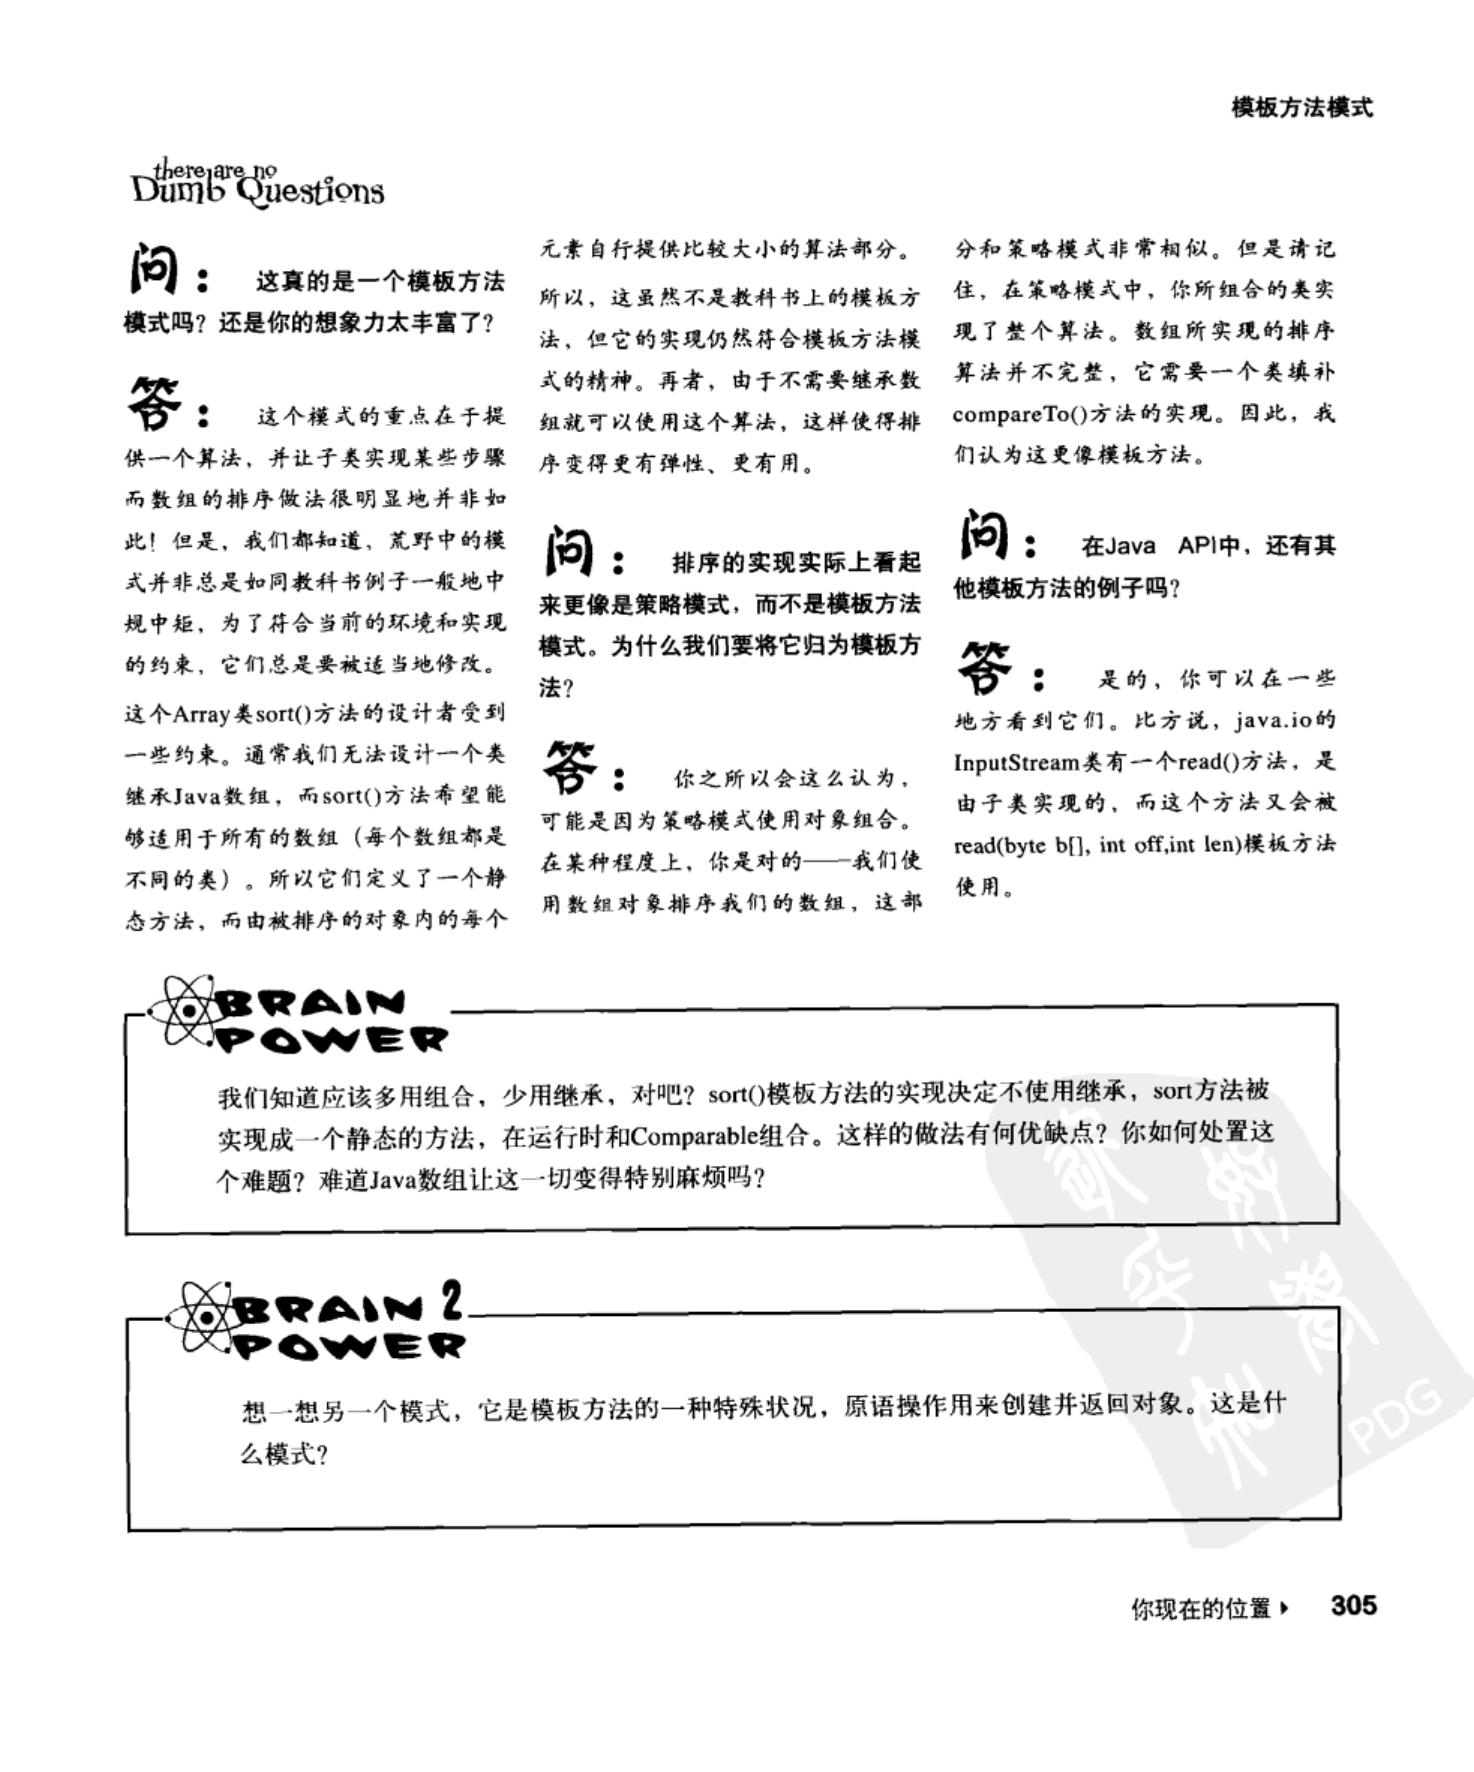 模板方法模式
there are no
Dumb Questions
问： 这真的是一个模板方法
模式吗？还是你的想象力太丰富了？
答： 这个模式的重点在于提
供一个算法，并让子类实现某些步骤
而数组的排序做法很明显地并非如
此！但是，我们都知道，荒野中的模
式并非总是如同教科书例子一般地中
规中矩，为了符合当前的环境和实现
的约束，它们总是要被适当地修改。
这个Array类sort()方法的设计者受到
一些约束。通常我们无法设计一个类
继承Java数组，而sort()方法希望能
够适用于所有的数组（每个数组都是
不同的类）。所以它们定义了一个静
态方法，而由被排序的对象内的每个
元素自行提供比较大小的算法部分。
所以，这虽然不是教科书上的模板方
法，但它的实现仍然符合模板方法模
式的精神。再者，由于不需要继承数
组就可以使用这个算法，这样使得排
序变得更有弹性、更有用。
问： 排序的实现实际上看起
来更像是策略模式，而不是模板方法
模式。为什么我们要将它归为模板方
法？
答： 你之所以会这么认为，
可能是因为策略模式使用对象组合。
在某种程度上，你是对的——我们使
用数组对象排序我们的数组，这部
分和策略模式非常相似。但是请记
住，在策略模式中，你所组合的类实
现了整个算法。数组所实现的排序
算法并不完整，它需要一个类填补
compareTo()方法的实现。因此，我
们认为这更像模板方法。
问： 在Java API中，还有其
他模板方法的例子吗？
答： 是的，你可以在一些
地方看到它们。比方说，java.io的
InputStream类有一个read()方法，是
由子类实现的，而这个方法又会被
read(byte b[], int off,int len)模板方法
使用。
BRAIN
POWER
我们知道应该多用组合，少用继承，对吧？sort()模板方法的实现决定不使用继承，sort方法被
实现成一个静态的方法，在运行时和Comparable组合。这样的做法有何优缺点？你如何处置这
个难题？难道Java数组让这一切变得特别麻烦吗？
BRAIN 2
POWER
想一想另一个模式，它是模板方法的一种特殊状况，原语操作用来创建并返回对象。这是什
么模式？
PDG
你现在的位置 305